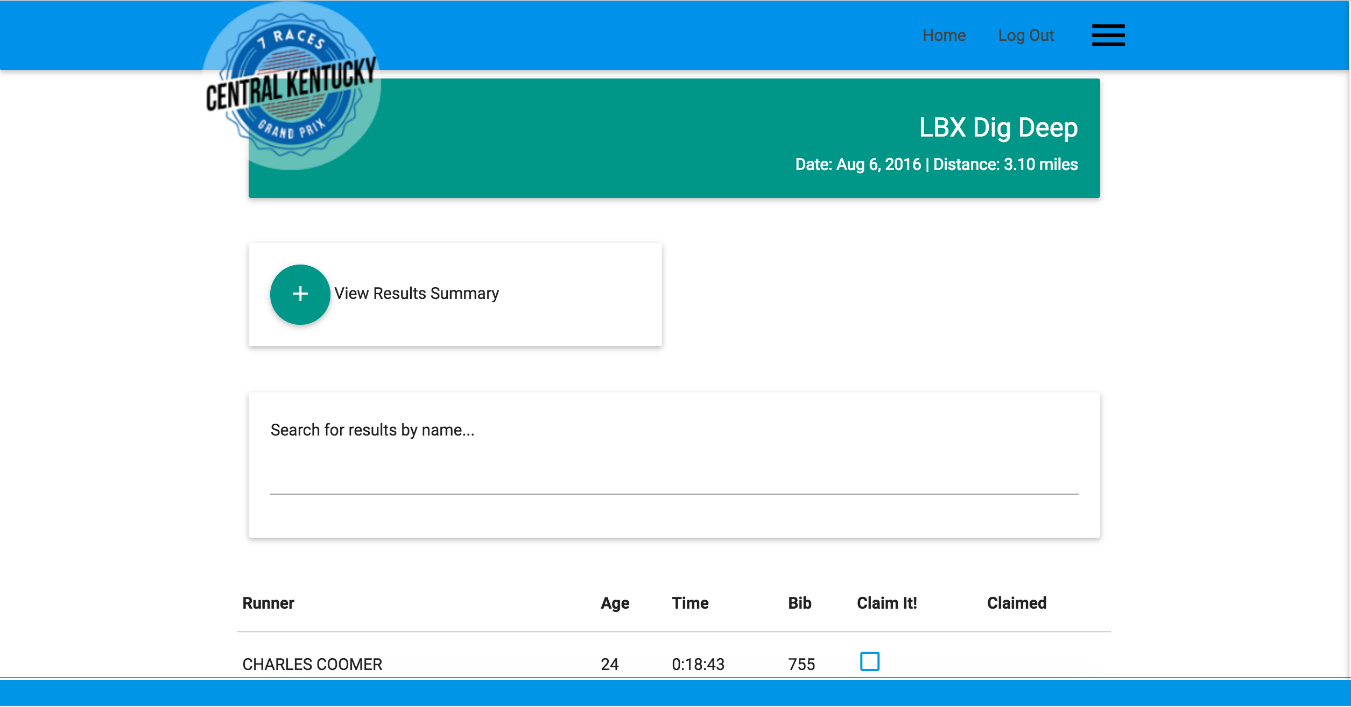 Home Log Out
7 RACES
CENTRAL KENTUCKY
GRAND PRIX
LBX Dig Deep
Date: Aug 6, 2016 | Distance: 3.10 miles
+ View Results Summary
Search for results by name...
Runner Age Time Bib Claim It! Claimed
CHARLES COOMER 24 0:18:43 755